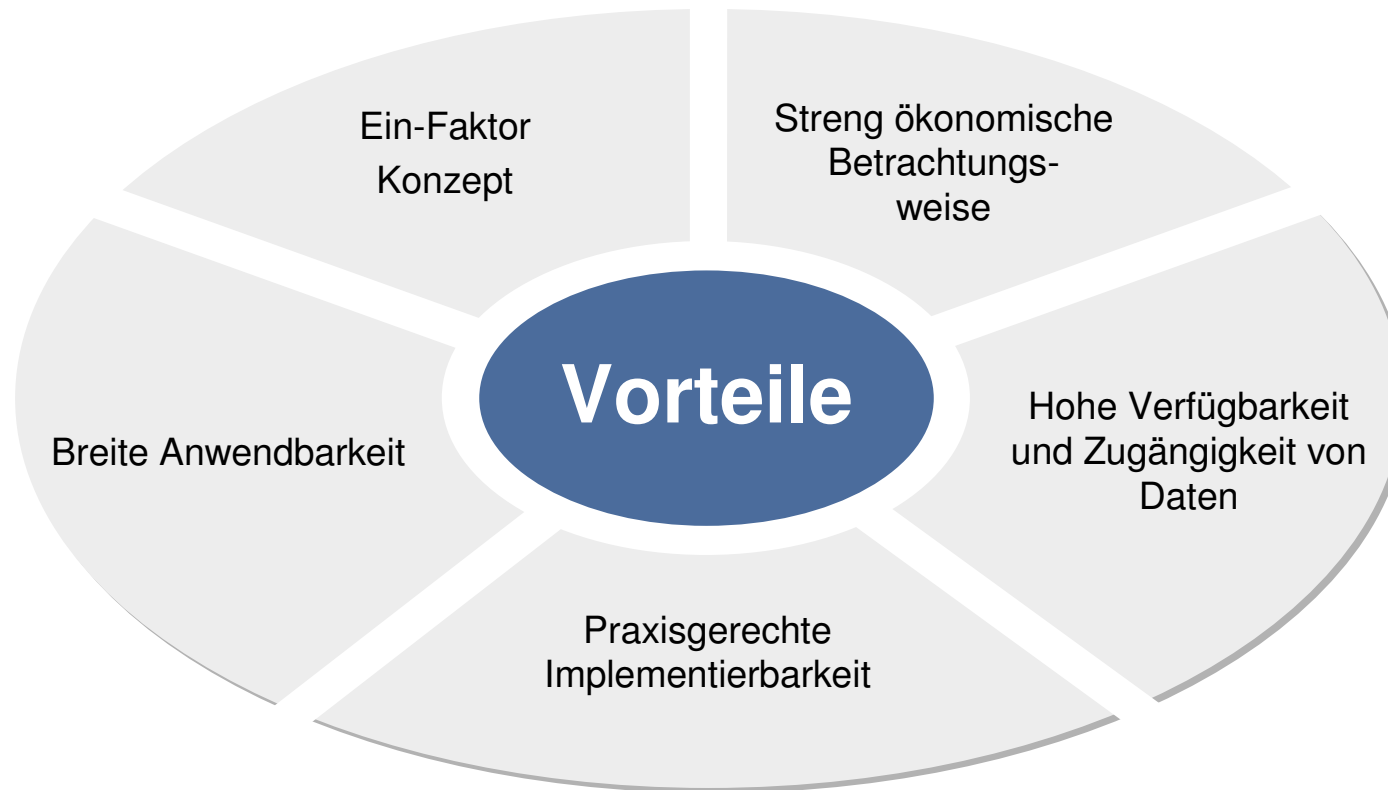 Ein-Faktor
Konzept
Streng ökonomische
Betrachtungs-
weise
Vorteile
Hohe Verfügbarkeit
und Zugängigkeit von
Daten
Breite Anwendbarkeit
Praxisgerechte
Implementierbarkeit